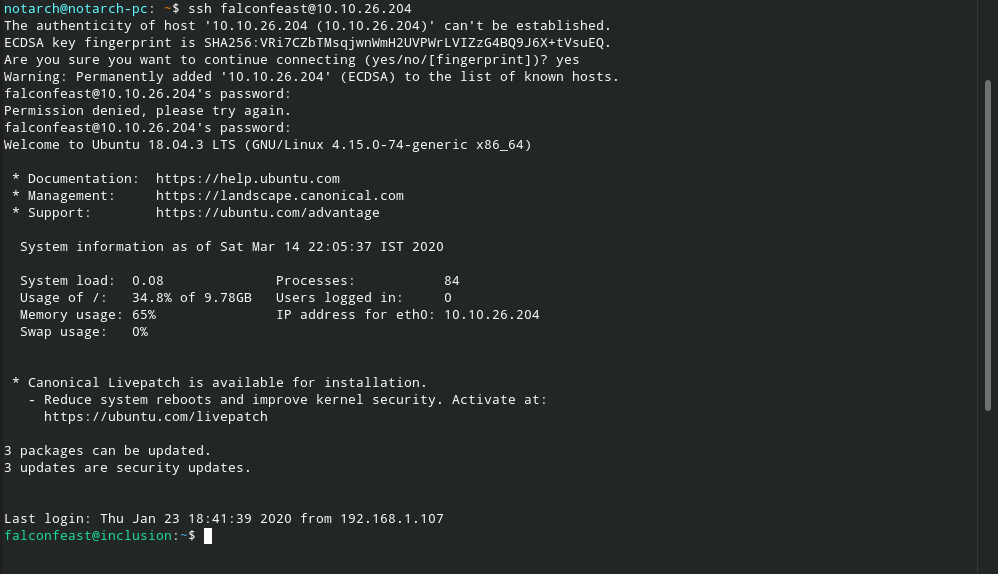 notarch@notarch-pc: ~$ ssh falconfeast@10.10.26.204
The authenticity of host '10.10.26.204 (10.10.26.204)' can't be established.
ECDSA key fingerprint is SHA256:VRi7CZbTMsqjwnWmH2UVPWrLVIZzG4BQ9J6X+tVsuEQ.
Are you sure you want to continue connecting (yes/no/[fingerprint])? yes
Warning: Permanently added '10.10.26.204' (ECDSA) to the list of known hosts.
falconfeast@10.10.26.204's password:
Permission denied, please try again.
falconfeast@10.10.26.204's password:
Welcome to Ubuntu 18.04.3 LTS (GNU/Linux 4.15.0-74-generic x86_64)
* Documentation:  https://help.ubuntu.com
* Management:     https://landscape.canonical.com
* Support:        https://ubuntu.com/advantage
System information as of Sat Mar 14 22:05:37 IST 2020
System load:  0.08              Processes:           84
Usage of /:   34.8% of 9.78GB   Users logged in:     0
Memory usage: 65%               IP address for eth0: 10.10.26.204
Swap usage:   0%
* Canonical Livepatch is available for installation.
- Reduce system reboots and improve kernel security. Activate at:
https://ubuntu.com/livepatch
3 packages can be updated.
3 updates are security updates.
Last login: Thu Jan 23 18:41:39 2020 from 192.168.1.107
falconfeast@inclusion:~$